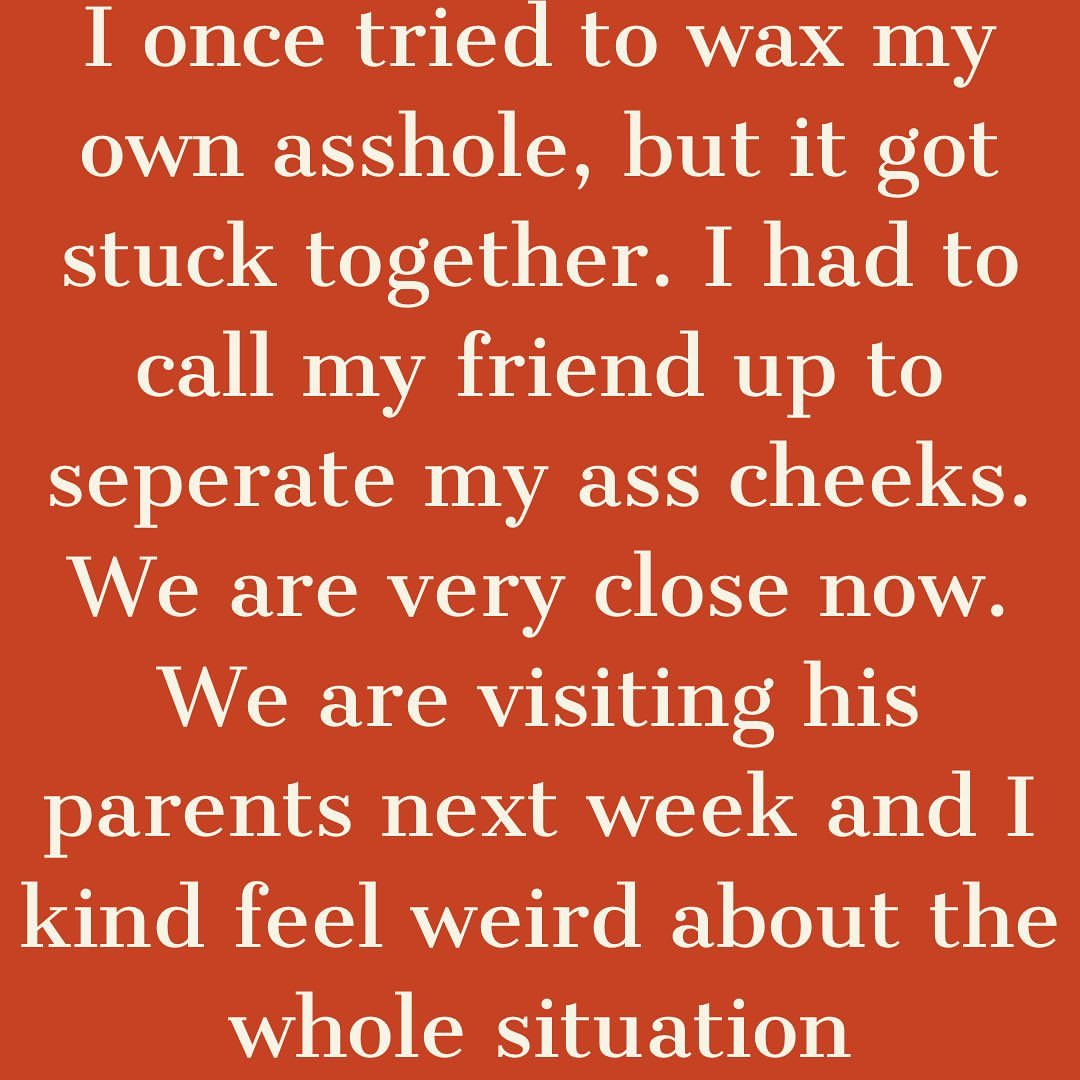 I once tried to wax my
own asshole, but it got
stuck together. I had to
call my friend up to
seperate my ass cheeks.
We are very close now.
We are visiting his
parents next week and I
kind feel weird about the
whole situation